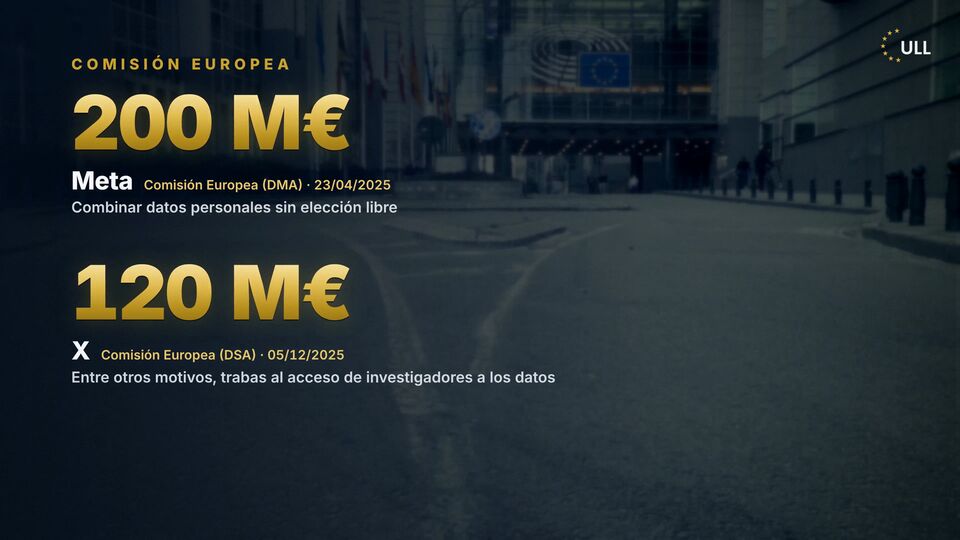 COMISIÓN EUROPEA
ULL
200 M€
Meta Comisión Europea (DMA) · 23/04/2025
Combinar datos personales sin elección libre
120 M€
X Comisión Europea (DSA) · 05/12/2025
Entre otros motivos, trabas al acceso de investigadores a los datos